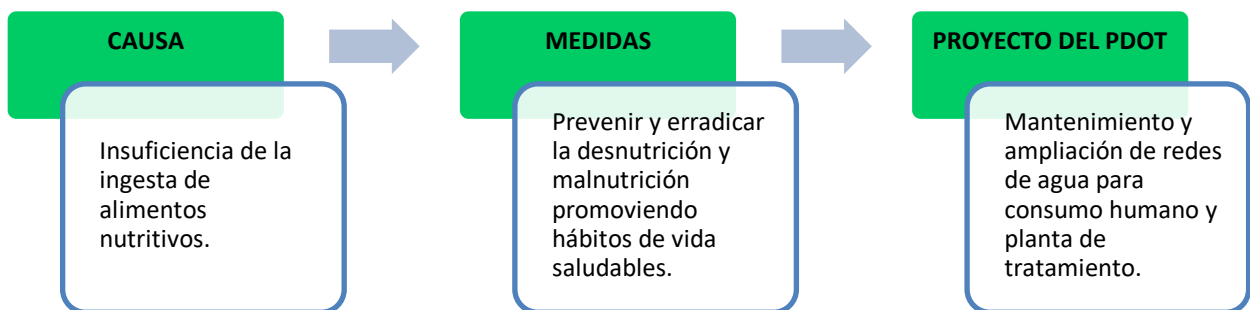 CAUSA
Insuficiencia de la
ingesta de
alimentos
nutritivos.
MEDIDAS
Prevenir y erradicar
la desnutrición y
malnutrición
promoviendo
hábitos de vida
saludables.
PROYECTO DEL PDOT
Mantenimiento y
ampliación de redes
de agua para
consumo humano y
planta de
tratamiento.